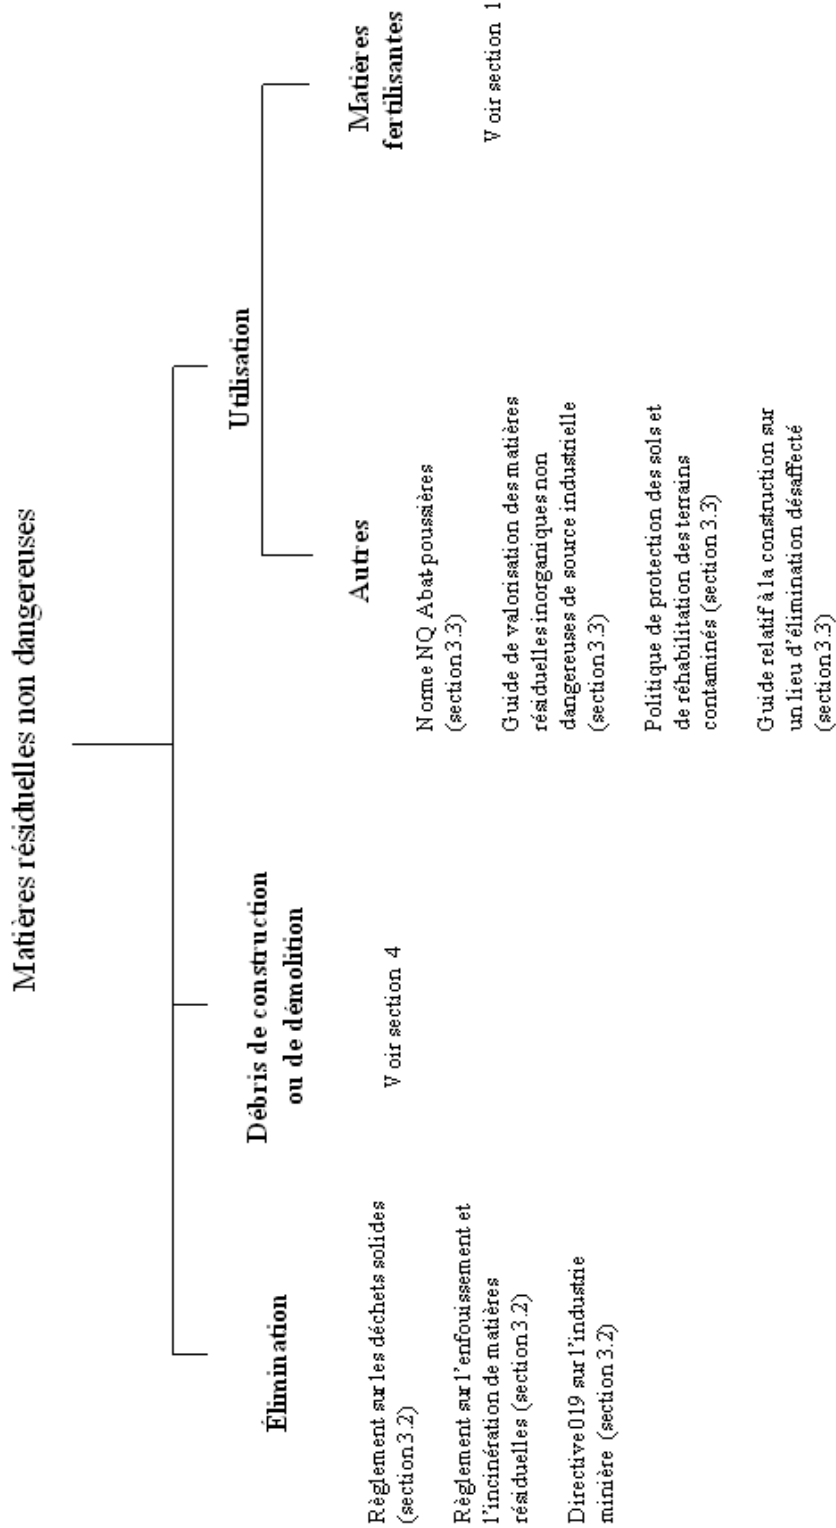 Matières résiduelles non dangereuses
Élimination
Règlement sur les déchets solides
(section 3.2)
Règlement sur l'enfouissement et
l'incinération de matières
résiduelles (section 3.2)
Directive 019 sur l'industrie
minière (section 3.2)
Débris de construction
ou de démolition
Voir section 4
Utilisation
Autres
Norme NQ Abat-poussières
(section 3.3)
Guide de valorisation des matières
résiduelles inorganiques non
dangereuses de source industrielle
(section 3.3)
Politique de protection des sols et
de réhabilitation des terrains
contaminés (section 3.3)
Guide relatif à la construction sur
un lieu d'élimination désaffecté
(section 3.3)
Matières
fertilisantes
Voir section 1